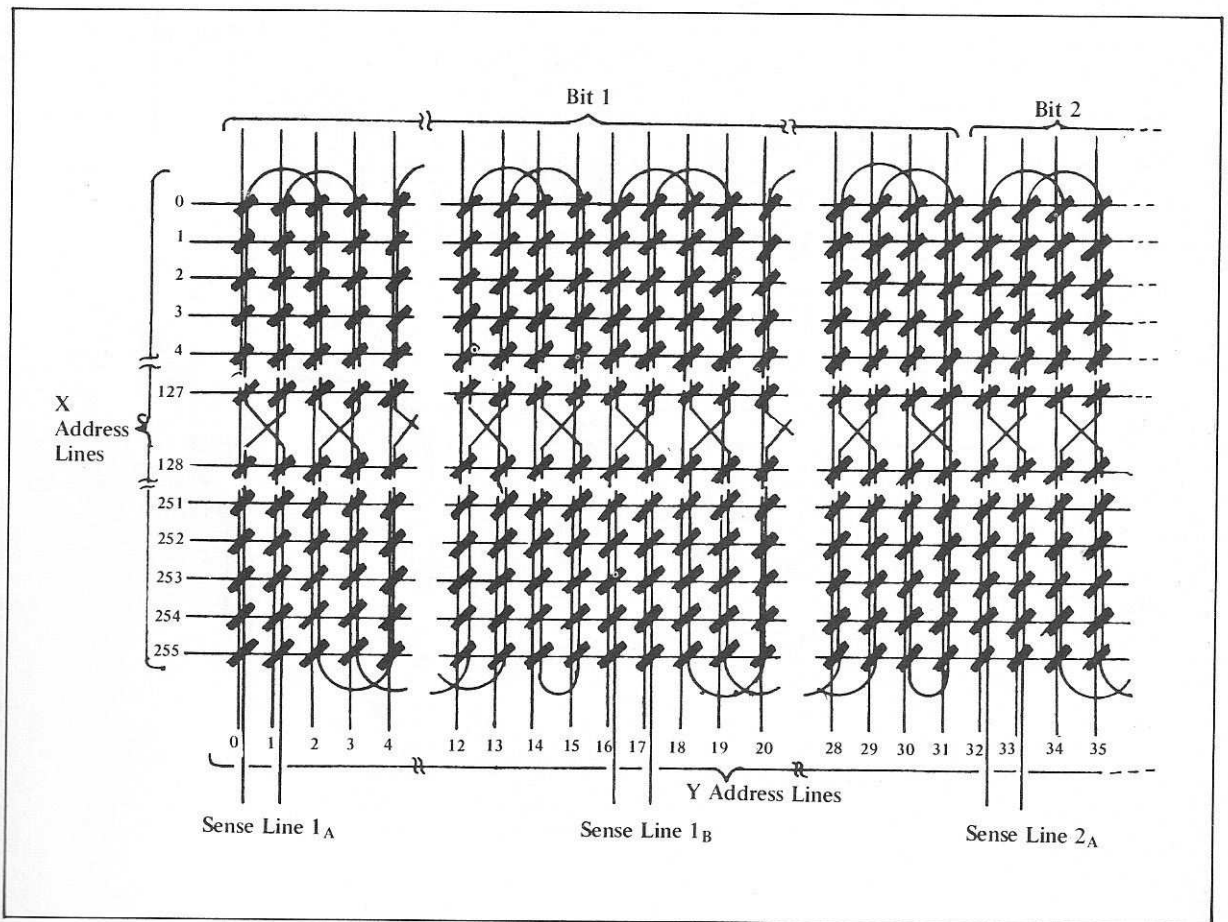 Bit 1
Bit 2
0
1
2
3
4
127
X
Address
Lines
128
251
252
253
254
255
0 1 2 3 4 12 13 14 15 16 17 18 19 20 28 29 30 31 32 33 34 35
Y Address Lines
Sense Line 1A
Sense Line 1B
Sense Line 2A